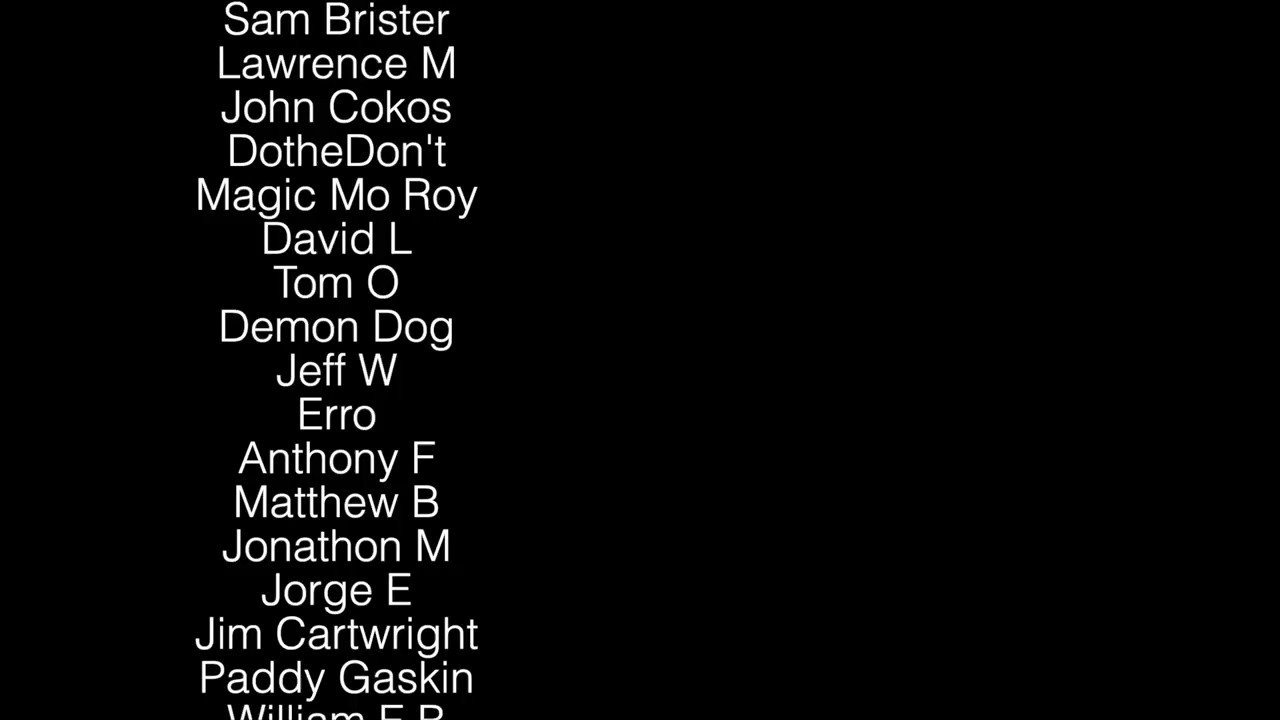 Sam Brister
Lawrence M
John Cokos
DotheDon't
Magic Mo Roy
David L
Tom O
Demon Dog
Jeff W
Erro
Anthony F
Matthew B
Jonathon M
Jorge E
Jim Cartwright
Paddy Gaskin
William